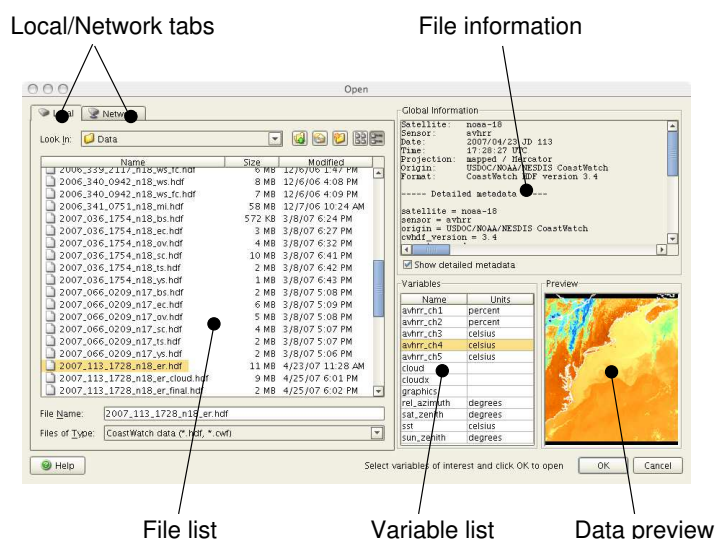 Local/Network tabs
File information
Open
Local
Network
Look In:
Data
Name Size Modified
2006_339_2117_n18_ws_fc.hdf 6 MB 12/6/06 1:47 PM
2006_340_0942_n18_ws.hdf 8 MB 12/6/06 4:08 PM
2006_340_0942_n18_ws_fc.hdf 7 MB 12/6/06 4:09 PM
2006_341_0751_n18_mi.hdf 58 MB 12/7/06 10:24 AM
2007_036_1754_n18_bs.hdf 572 KB 3/8/07 6:24 PM
2007_036_1754_n18_ec.hdf 3 MB 3/8/07 6:27 PM
2007_036_1754_n18_ov.hdf 4 MB 3/8/07 6:32 PM
2007_036_1754_n18_sc.hdf 10 MB 3/8/07 6:41 PM
2007_036_1754_n18_ts.hdf 2 MB 3/8/07 6:42 PM
2007_036_1754_n18_ys.hdf 1 MB 3/8/07 6:43 PM
2007_066_0209_n17_bs.hdf 2 MB 3/8/07 5:08 PM
2007_066_0209_n17_ec.hdf 6 MB 3/8/07 5:09 PM
2007_066_0209_n17_ov.hdf 5 MB 3/8/07 5:08 PM
2007_066_0209_n17_sc.hdf 4 MB 3/8/07 5:07 PM
2007_066_0209_n17_ts.hdf 2 MB 3/8/07 5:07 PM
2007_066_0209_n17_ys.hdf 2 MB 3/8/07 5:06 PM
2007_113_1728_n18_er.hdf 11 MB 4/23/07 11:28 AM
2007_113_1728_n18_er_cloud.hdf 9 MB 4/25/07 6:01 PM
2007_113_1728_n18_er_final.hdf 2 MB 4/25/07 6:02 PM
File Name: 2007_113_1728_n18_er.hdf
Files of Type: CoastWatch data (*.hdf, *.cwf)
Global Information
Satellite: noaa-18
Sensor: avhrr
Date: 2007/04/23 JD 113
Time: 17:28:27 UTC
Projection: mapped / Mercator
Origin: USDOC/NOAA/NESDIS CoastWatch
Format: CoastWatch HDF version 3.4
----- Detailed metadata -----
satellite = noaa-18
sensor = avhrr
origin = USDOC/NOAA/NESDIS CoastWatch
cwhdf_version = 3.4
Show detailed metadata
Variables
Name Units
avhrr_ch1 percent
avhrr_ch2 percent
avhrr_ch3 celsius
avhrr_ch4 celsius
avhrr_ch5 celsius
cloud
cloudx
graphics
rel_azimuth degrees
sat_zenith degrees
sst celsius
sun_zenith degrees
Preview
Help
Select variables of interest and click OK to open
OK
Cancel
File list
Variable list
Data preview